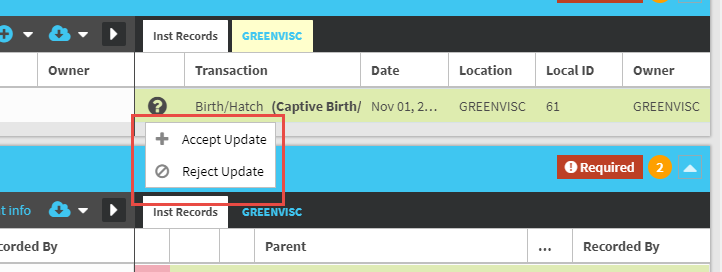 Required
Inst Records GREENVISC
Owner Transaction Date Location Local ID Owner
Birth/Hatch (Captive Birth/ Nov 01, 2... GREENVISC 61 GREENVISC
Accept Update
Reject Update
Required 2
t info Inst Records GREENVISC
corded By Parent ... Recorded By